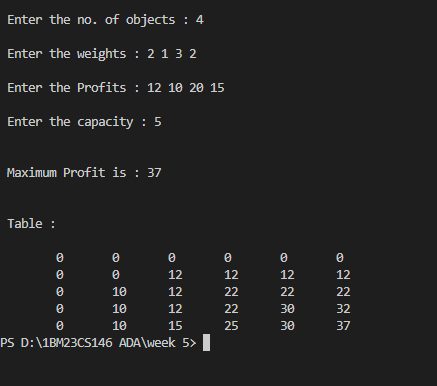 Enter the no. of objects : 4
Enter the weights : 2 1 3 2
Enter the Profits : 12 10 20 15
Enter the capacity : 5
Maximum Profit is : 37
Table :
0 0 0 0 0 0
0 0 12 12 12 12
0 10 12 22 22 22
0 10 12 22 30 32
0 10 15 25 30 37
PS D:\1BM23CS146 ADA\week 5>